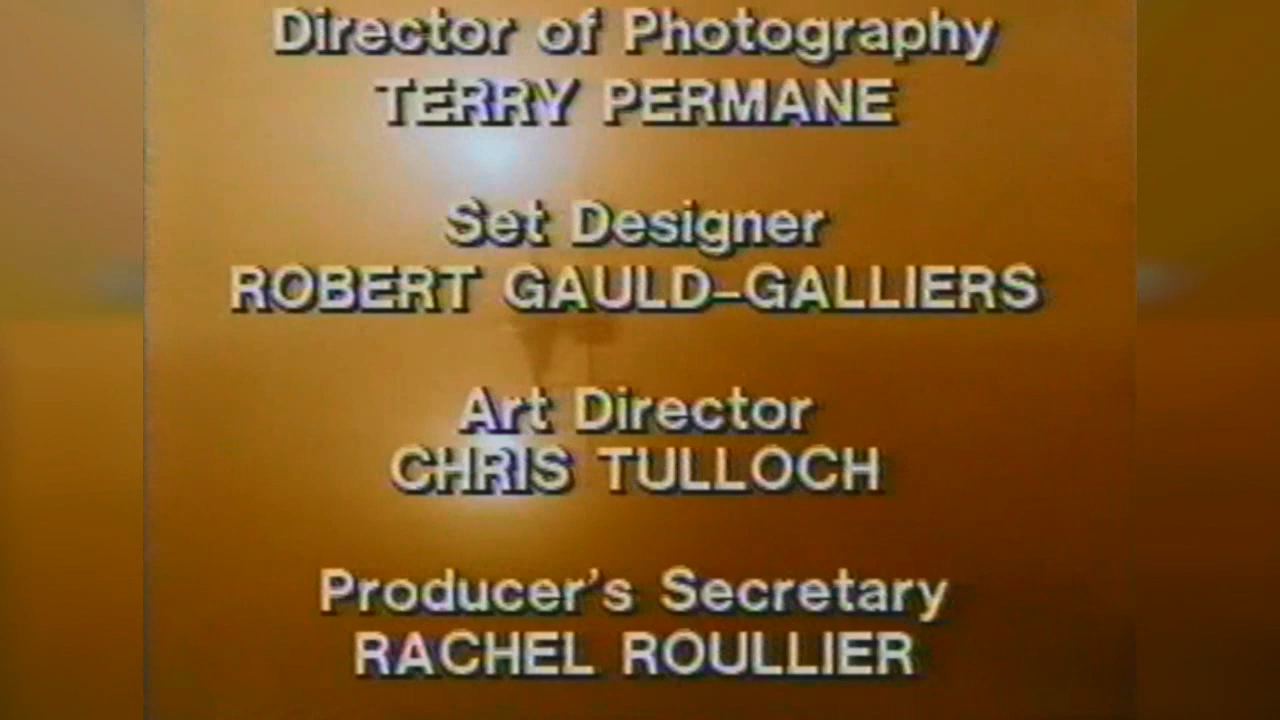 Director of Photography
TERRY PERMANE
Set Designer
ROBERT GAULD-GALLIERS
Art Director
CHRIS TULLOCH
Producer's Secretary
RACHEL ROULLIER